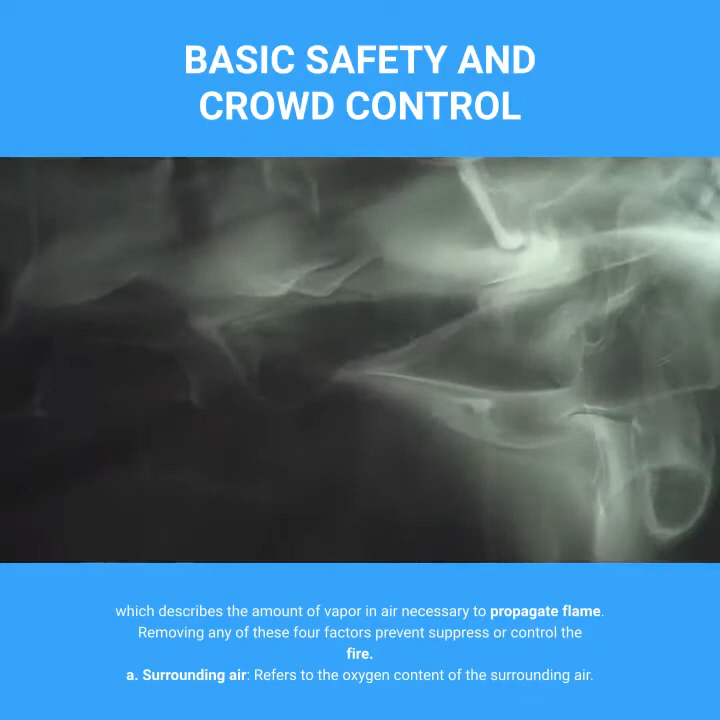 BASIC SAFETY AND
CROWD CONTROL
which describes the amount of vapor in air necessary to propagate flame.
Removing any of these four factors prevent suppress or control the
fire.
a. Surrounding air: Refers to the oxygen content of the surrounding air.